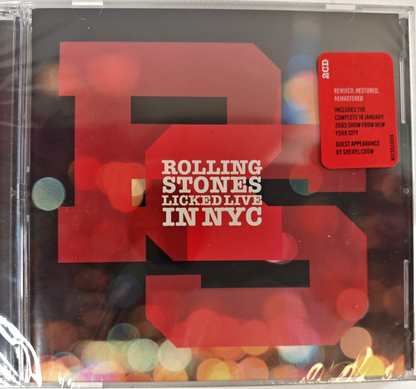 RS
2CD
REMIXED, RESTORED,
REMASTERED
INCLUDES THE
COMPLETE 18 JANUARY
2003 SHOW FROM NEW
YORK CITY
GUEST APPEARANCE
BY SHERYL CROW
ROLLING
STONES
LICKED LIVE
IN NYC